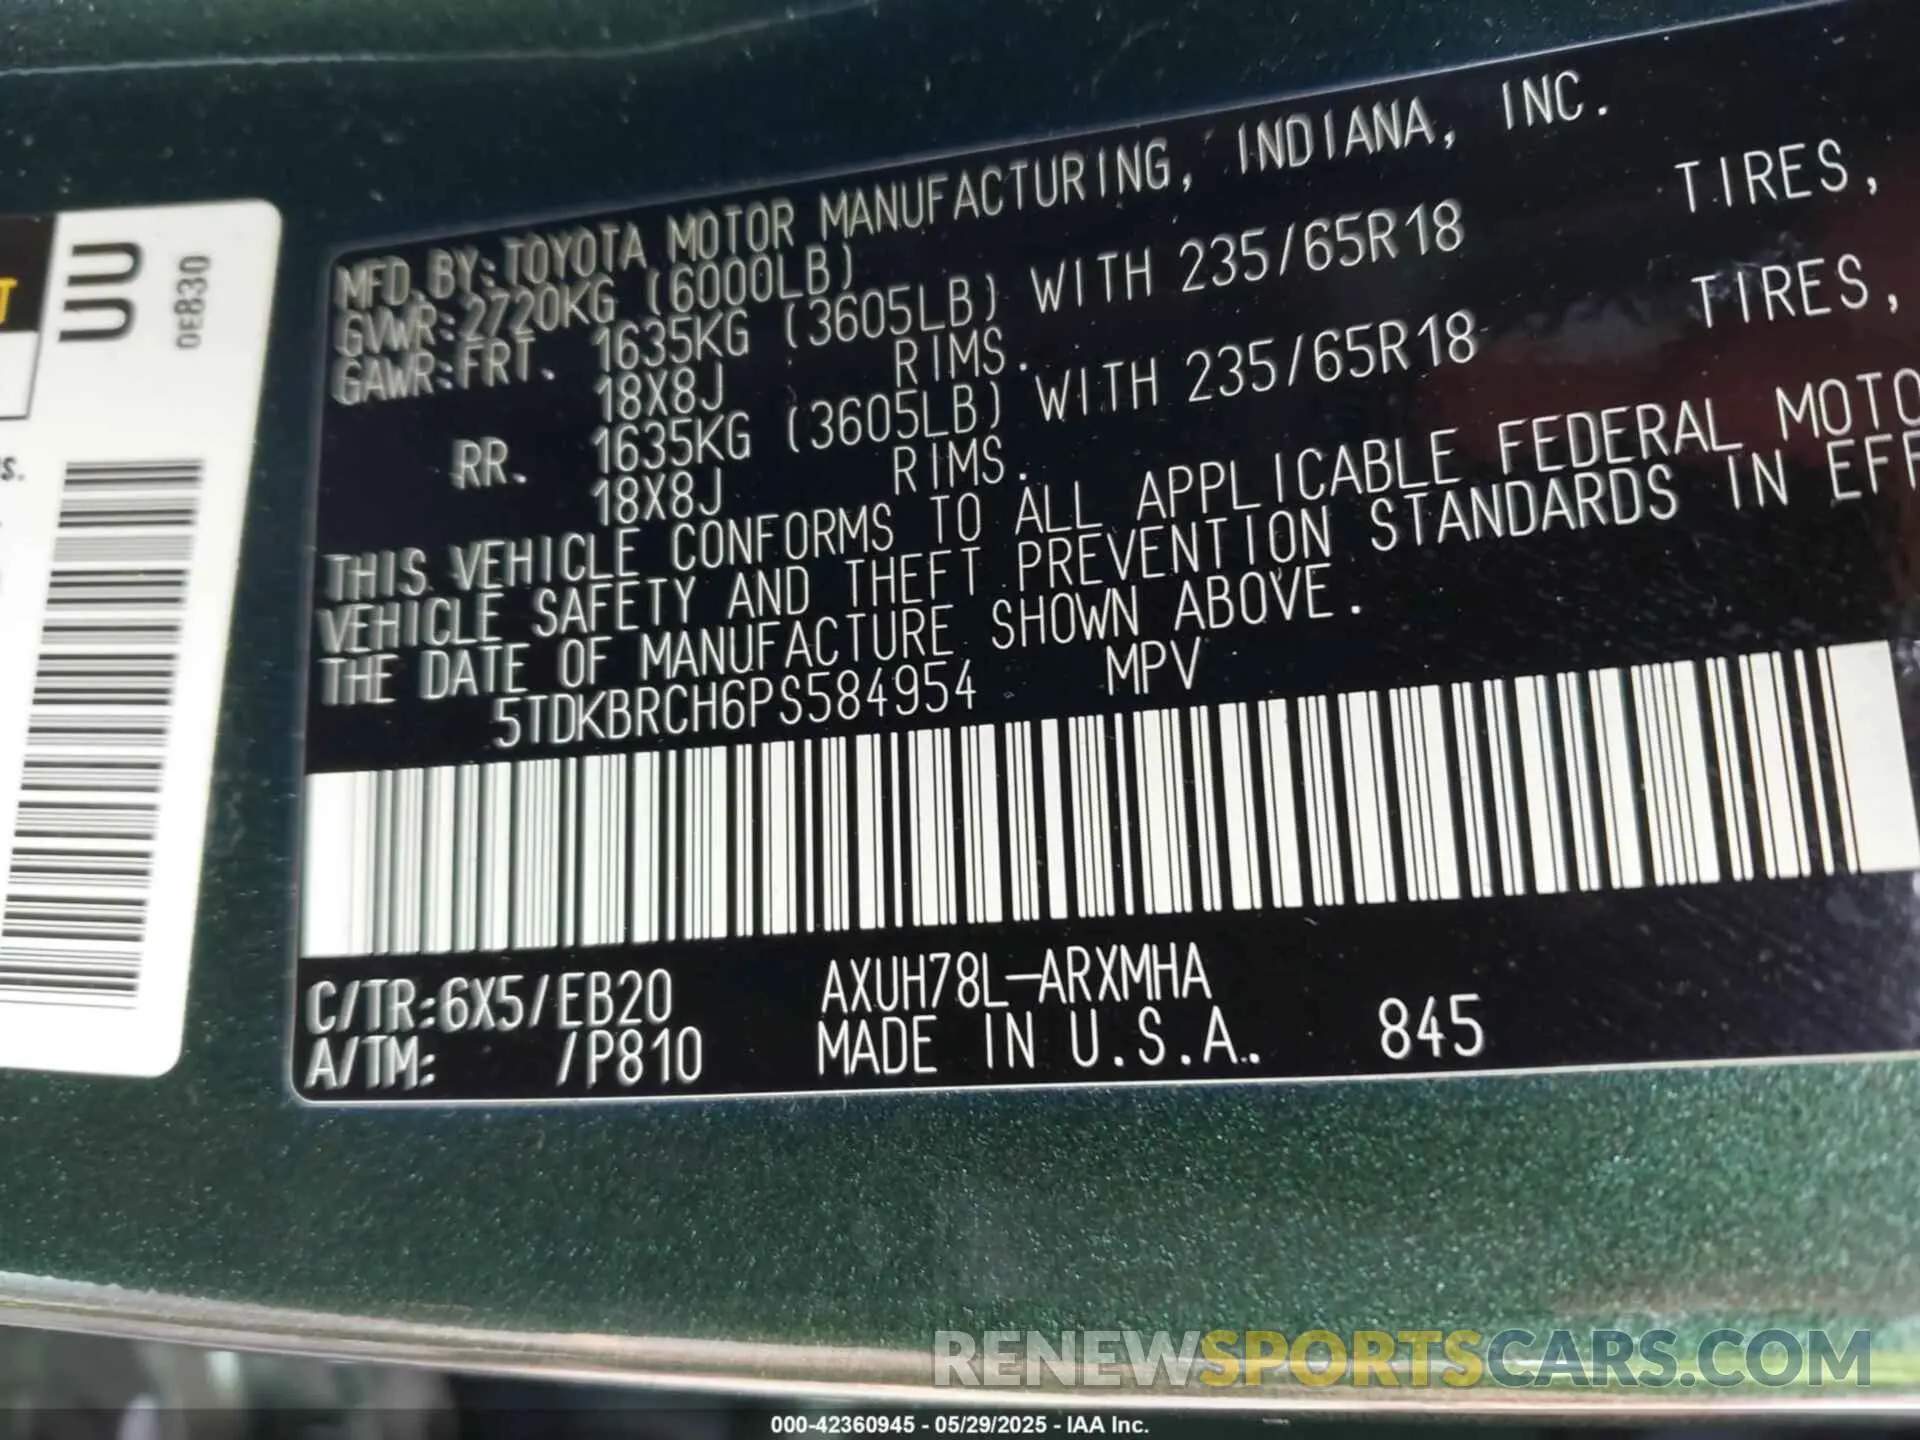 T
UU
OE830
S.
MFD. BY: TOYOTA MOTOR MANUFACTURING, INDIANA, INC.
GVWR: 2720KG (6000LB)
GAWR: FRT. 1635KG (3605LB) WITH 235/65R18 TIRES,
18X8J RIMS.
RR. 1635KG (3605LB) WITH 235/65R18 TIRES,
18X8J RIMS.
THIS VEHICLE CONFORMS TO ALL APPLICABLE FEDERAL MOTO
VEHICLE SAFETY AND THEFT PREVENTION STANDARDS IN EFF
THE DATE OF MANUFACTURE SHOWN ABOVE.
5TDKBRCH6PS584954 MPV
C/TR: 6X5/EB20 AXUH78L-ARXMHA
A/TM: /P810 MADE IN U.S.A. 845
RENEWSPORTSCARS.COM
000-42360945 - 05/29/2025 - IAA Inc.